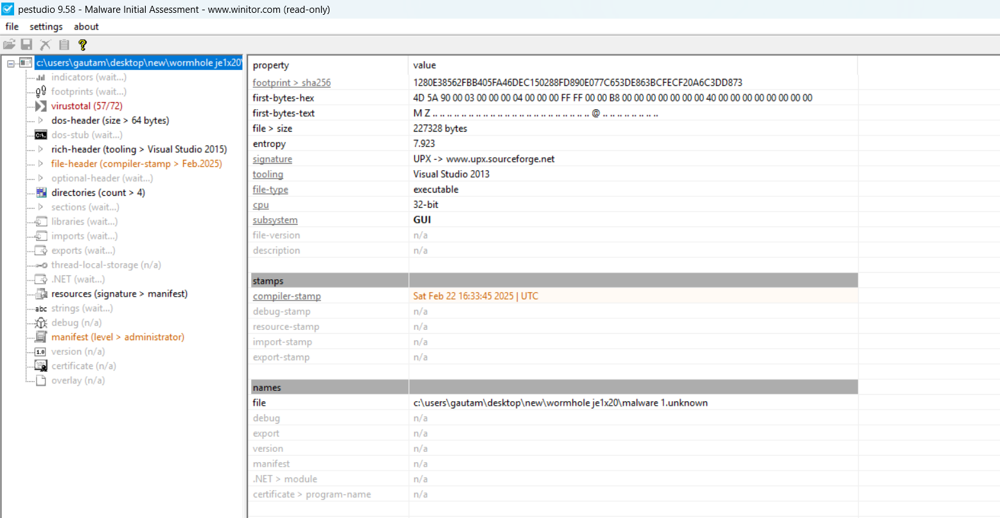 pestudio 9.58 - Malware Initial Assessment - www.winitor.com (read-only)
file settings about
c:\users\gautam\desktop\new\wormhole je1x20\
indicators (wait...)
footprints (wait...)
virustotal (57/72)
dos-header (size > 64 bytes)
dos-stub (wait...)
rich-header (tooling > Visual Studio 2015)
file-header (compiler-stamp > Feb.2025)
optional-header (wait...)
directories (count > 4)
sections (wait...)
libraries (wait...)
imports (wait...)
exports (wait...)
thread-local-storage (n/a)
.NET (wait...)
resources (signature > manifest)
abc strings (wait...)
debug (n/a)
manifest (level > administrator)
1.0 version (n/a)
certificate (n/a)
overlay (n/a)
property value
footprint > sha256 1280E38562FBB405FA46DEC150288FD890E077C653DE863BCFECF20A6C3DD873
first-bytes-hex 4D 5A 90 00 03 00 00 00 04 00 00 00 FF FF 00 00 B8 00 00 00 00 00 00 00 40 00 00 00 00 00 00 00 00
first-bytes-text M Z .. .. .. .. .. .. .. .. .. .. .. .. .. .. .. .. .. .. .. .. .. .. @ .. .. .. .. .. .. .. ..
file > size 227328 bytes
entropy 7.923
signature UPX -> www.upx.sourceforge.net
tooling Visual Studio 2013
file-type executable
cpu 32-bit
subsystem GUI
file-version n/a
description n/a
stamps
compiler-stamp Sat Feb 22 16:33:45 2025 | UTC
debug-stamp n/a
resource-stamp n/a
import-stamp n/a
export-stamp n/a
names
file c:\users\gautam\desktop\new\wormhole je1x20\malware 1.unknown
debug n/a
export n/a
version n/a
manifest n/a
.NET > module n/a
certificate > program-name n/a